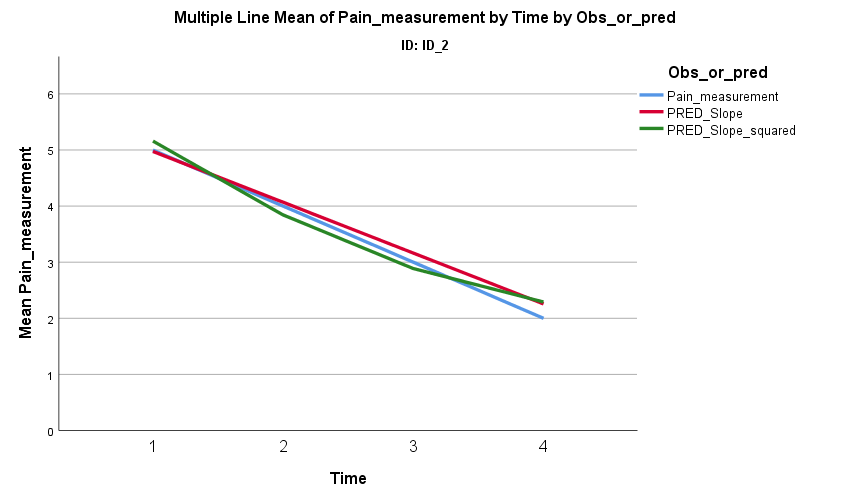 Multiple Line Mean of Pain_measurement by Time by Obs_or_pred
ID: ID_2
Obs_or_pred
Pain_measurement
PRED_Slope
PRED_Slope_squared
Mean Pain_measurement
6
5
4
3
2
1
0
1 2 3 4
Time